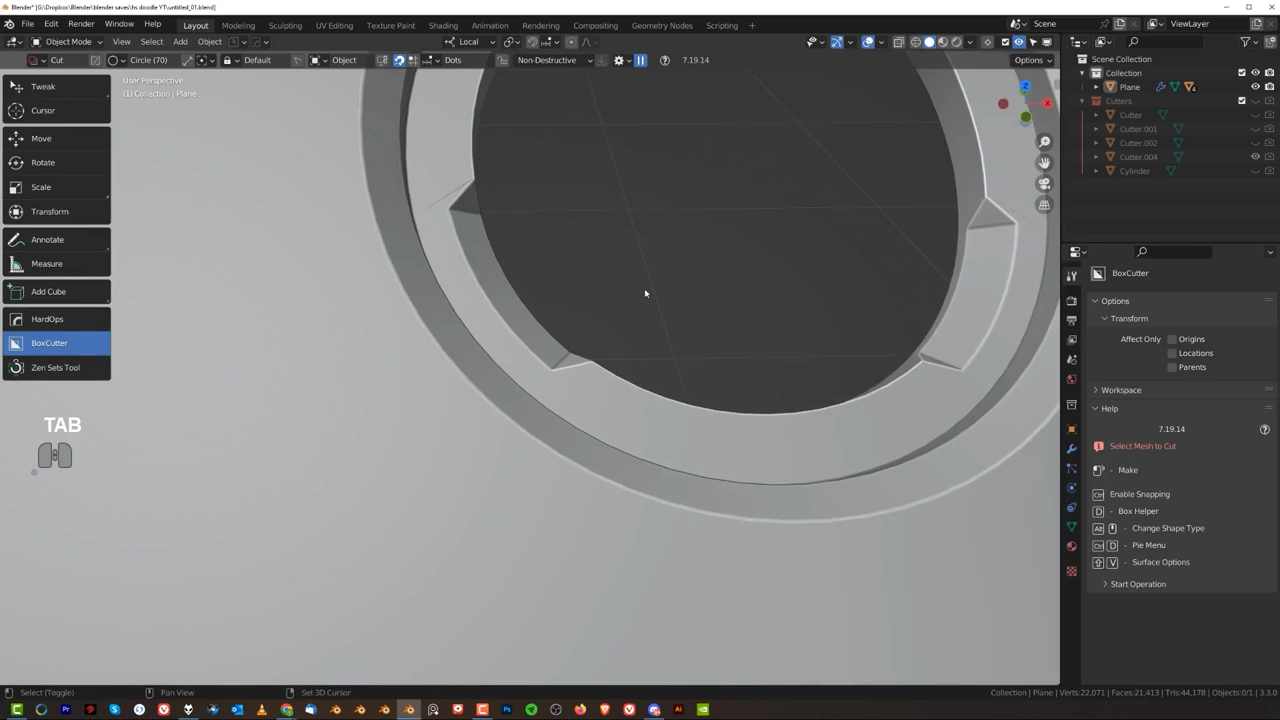 Blender* [G:\Dropbox\Blender\blender saves\hs doodle YT\untitled_01.blend]
File Edit Render Window Help Layout Modeling Sculpting UV Editing Texture Paint Shading Animation Rendering Compositing Geometry Nodes Scripting + Scene ViewLayer
Object Mode View Select Add Object Local
Cut Circle (70) Default Object Dots Non-Destructive 7.19.14 Options
User Perspective
(1) Collection | Plane
Tweak
Cursor
Move
Rotate
Scale
Transform
Annotate
Measure
Add Cube
HardOps
BoxCutter
Zen Sets Tool
TAB
Z
X
Scene Collection
Collection
Plane 4
Cutters
Cutter
Cutter.001
Cutter.002
Cutter.004
Cylinder
BoxCutter
Options
Transform
Affect Only Origins
Locations
Parents
Workspace
Help
7.19.14
Select Mesh to Cut
- Make
Ctrl Enable Snapping
D - Box Helper
Alt - Change Shape Type
Ctrl D - Pie Menu
V - Surface Options
Start Operation
Select (Toggle) Pan View Set 3D Cursor Collection | Plane | Verts:22,071 | Faces:21,413 | Tris:44,178 | Objects:0/1 | 3.3.0